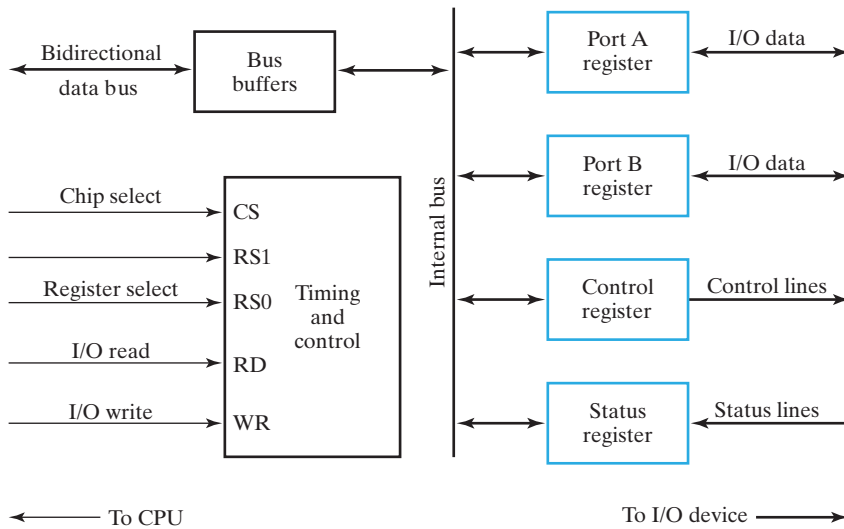 Bidirectional
data bus
Bus
buffers
Internal bus
Port A
register
I/O data
Port B
register
I/O data
Chip select
CS
RS1
Register select
RS0
Timing
and
control
I/O read
RD
I/O write
WR
Control
register
Control lines
Status
register
Status lines
To CPU
To I/O device